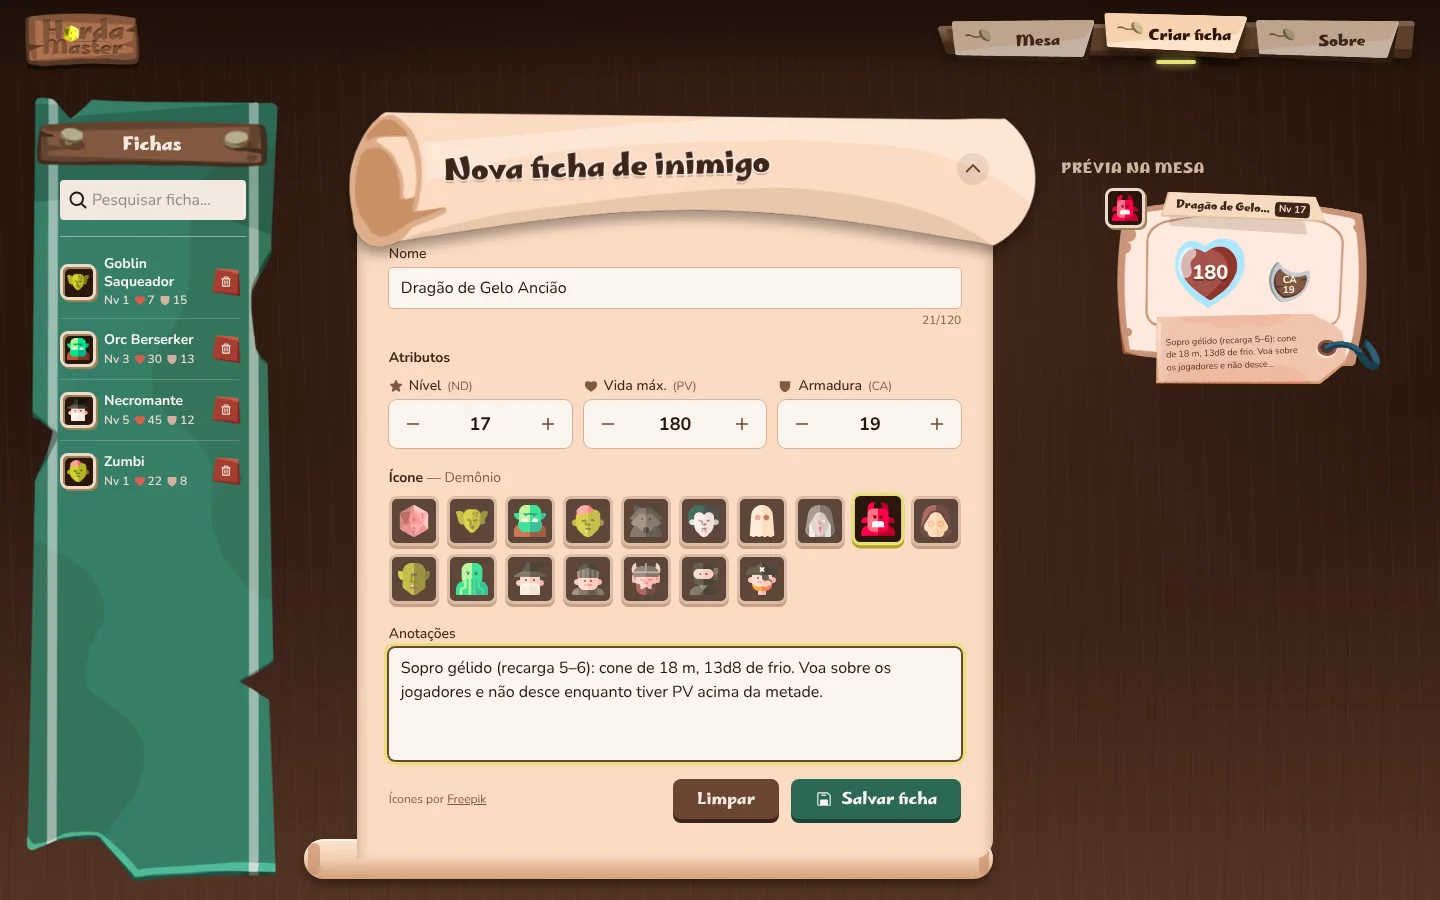 Horda
Master
Mesa
Criar ficha
Sobre
Fichas
Pesquisar ficha...
Goblin
Saqueador
Nv 1 7 15
Orc Berserker
Nv 3 30 13
Necromante
Nv 5 45 12
Zumbi
Nv 1 22 8
Nova ficha de inimigo
Nome
Dragão de Gelo Ancião
21/120
Atributos
Nível (ND)
Vida máx. (PV)
Armadura (CA)
− 17 +
− 180 +
− 19 +
Ícone — Demônio
Anotações
Sopro gélido (recarga 5–6): cone de 18 m, 13d8 de frio. Voa sobre os
jogadores e não desce enquanto tiver PV acima da metade.
Ícones por Freepik
Limpar
Salvar ficha
PRÉVIA NA MESA
Dragão de Gelo... Nv 17
180
CA
19
Sopro gélido (recarga 5–6): cone
de 18 m, 13d8 de frio. Voa sobre
os jogadores e não desce...